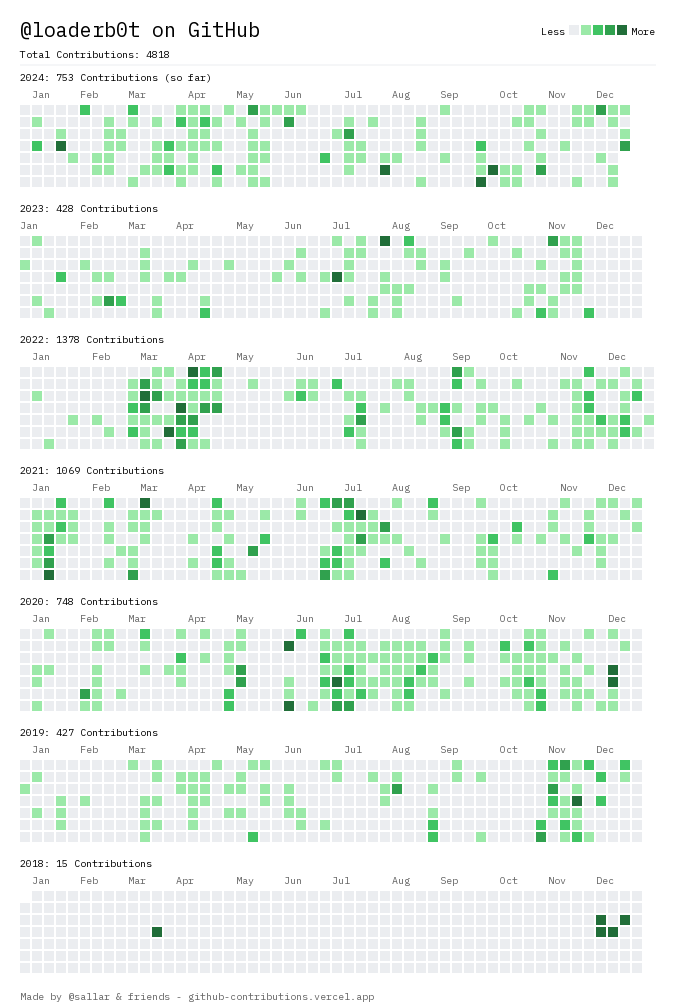 @loaderb0t on GitHub
Less More
Total Contributions: 4818
2024: 753 Contributions (so far)
Jan Feb Mar Apr May Jun Jul Aug Sep Oct Nov Dec
2023: 428 Contributions
Jan Feb Mar Apr May Jun Jul Aug Sep Oct Nov Dec
2022: 1378 Contributions
Jan Feb Mar Apr May Jun Jul Aug Sep Oct Nov Dec
2021: 1069 Contributions
Jan Feb Mar Apr May Jun Jul Aug Sep Oct Nov Dec
2020: 748 Contributions
Jan Feb Mar Apr May Jun Jul Aug Sep Oct Nov Dec
2019: 427 Contributions
Jan Feb Mar Apr May Jun Jul Aug Sep Oct Nov Dec
2018: 15 Contributions
Jan Feb Mar Apr May Jun Jul Aug Sep Oct Nov Dec
Made by @sallar & friends - github-contributions.vercel.app